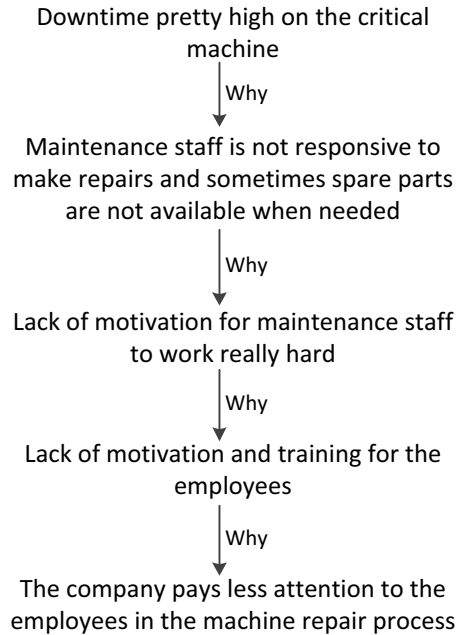 Downtime pretty high on the critical
machine
Why
Maintenance staff is not responsive to
make repairs and sometimes spare parts
are not available when needed
Why
Lack of motivation for maintenance staff
to work really hard
Why
Lack of motivation and training for the
employees
Why
The company pays less attention to the
employees in the machine repair process